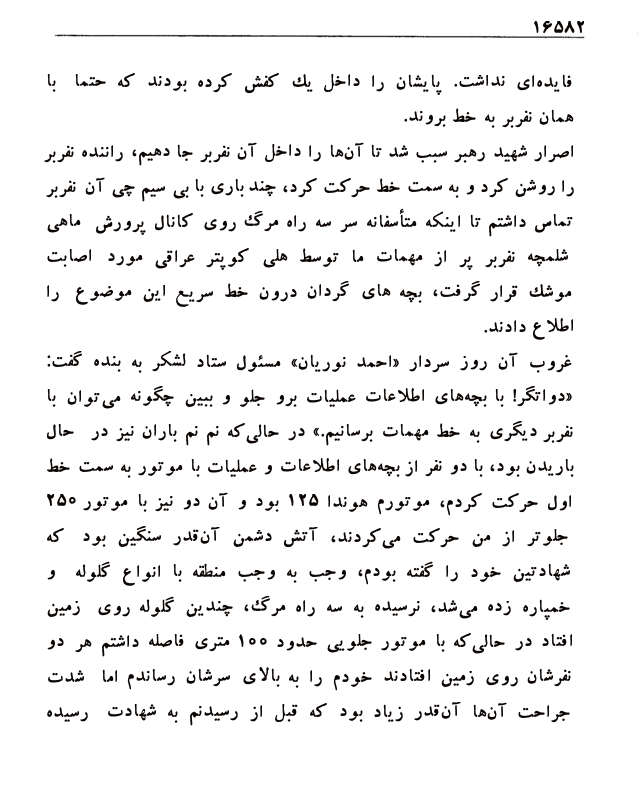 ۱۶۵۸۲
فایده‌ای نداشت. پایشان را داخل یك کفش کرده بودند که حتما با
همان نفربر به خط بروند.
اصرار شهید رهبر سبب شد تا آن‌ها را داخل آن نفربر جا دهیم، راننده نفربر
را روشن کرد و به سمت خط حرکت کرد، چند باری با بی سیم چی آن نفربر
تماس داشتم تا اینکه متأسفانه سر سه راه مرگ روی کانال پرورش ماهی
شلمچه نفربر پر از مهمات ما توسط هلی کوپتر عراقی مورد اصابت
موشك قرار گرفت، بچه های گردان درون خط سریع این موضوع را
اطلاع دادند.
غروب آن روز سردار «احمد نوریان» مسئول ستاد لشکر به بنده گفت:
«دواتگر! با بچه‌های اطلاعات عملیات برو جلو و ببین چگونه می‌توان با
نفربر دیگری به خط مهمات برسانیم.» در حالی‌که نم نم باران نیز در حال
باریدن بود، با دو نفر از بچه‌های اطلاعات و عملیات با موتور به سمت خط
اول حرکت کردم، موتورم هوندا ۱۲۵ بود و آن دو نیز با موتور ۲۵۰
جلوتر از من حرکت می‌کردند، آتش دشمن آن‌قدر سنگین بود که
شهادتین خود را گفته بودم، وجب به وجب منطقه با انواع گلوله و
خمپاره زده می‌شد، نرسیده به سه راه مرگ، چندین گلوله روی زمین
افتاد در حالی‌که با موتور جلویی حدود ۱۰۰ متری فاصله داشتم هر دو
نفرشان روی زمین افتادند خودم را به بالای سرشان رساندم اما شدت
جراحت آن‌ها آن‌قدر زیاد بود که قبل از رسیدنم به شهادت رسیده